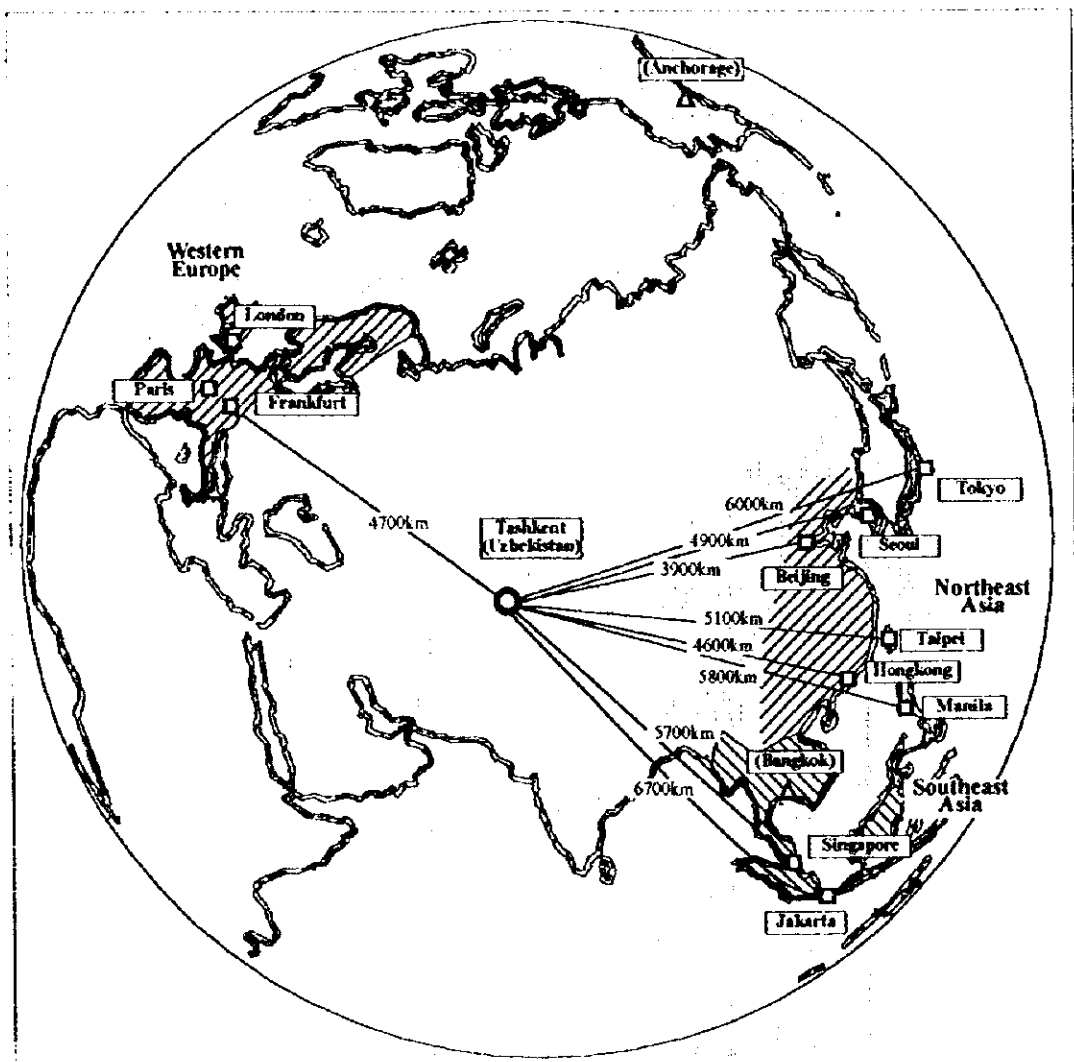 (Anchorage)
Western
Europe
London
Paris
Frankfurt
4700km
Tashkent
(Uzbekistan)
6000km
4900km
3900km
Tokyo
Seoul
Beijing
Northeast
Asia
5100km
4600km
5800km
Taipei
Hongkong
Manila
5700km
6700km
(Bangkok)
Southeast
Asia
Singapore
Jakarta